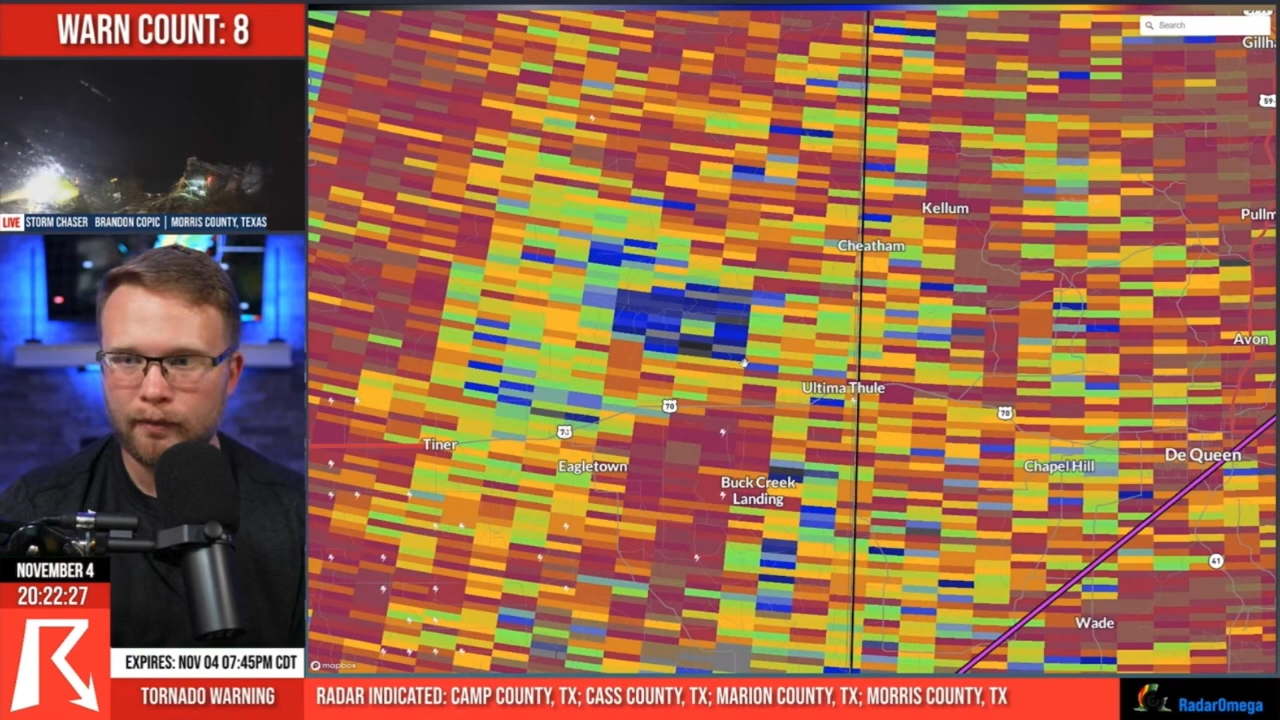 WARN COUNT: 8
LIVE STORM CHASER BRANDON COPIC | MORRIS COUNTY, TEXAS
NOVEMBER 4
20:22:27
EXPIRES: NOV 04 07:45PM CDT
TORNADO WARNING
RADAR INDICATED: CAMP COUNTY, TX; CASS COUNTY, TX; MARION COUNTY, TX; MORRIS COUNTY, TX
RadarOmega
Search
Gillh
59
Kellum
Pullm
Cheatham
Avon
Ultima Thule
70
70
Tiner
Eagletown
Buck Creek
Landing
Chapel Hill
De Queen
41
Wade
mapbox